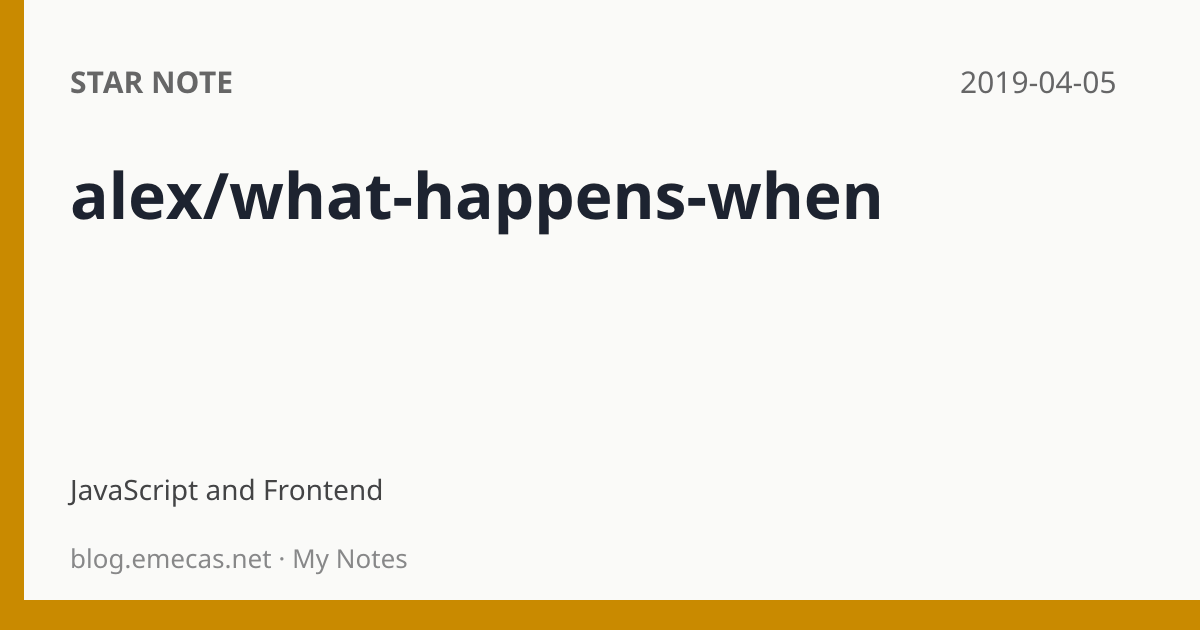 STAR NOTE
2019-04-05
alex/what-happens-when
JavaScript and Frontend
blog.emecas.net · My Notes